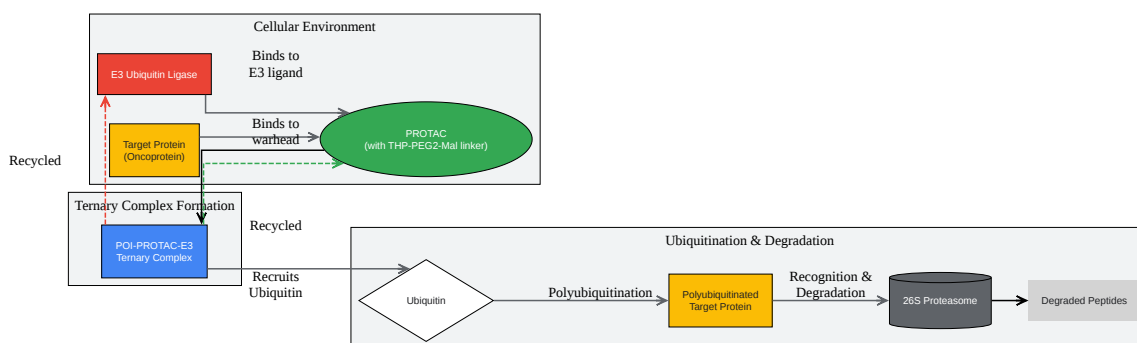 Cellular Environment
E3 Ubiquitin Ligase
Binds to
E3 ligand
Target Protein
(Oncoprotein)
Binds to
warhead
PROTAC
(with THP-PEG2-Mal linker)
Recycled
Ternary Complex Formation
POI-PROTAC-E3
Ternary Complex
Recycled
Recruits
Ubiquitin
Ubiquitination & Degradation
Ubiquitin
Polyubiquitination
Polyubiquitinated
Target Protein
Recognition &
Degradation
26S Proteasome
Degraded Peptides